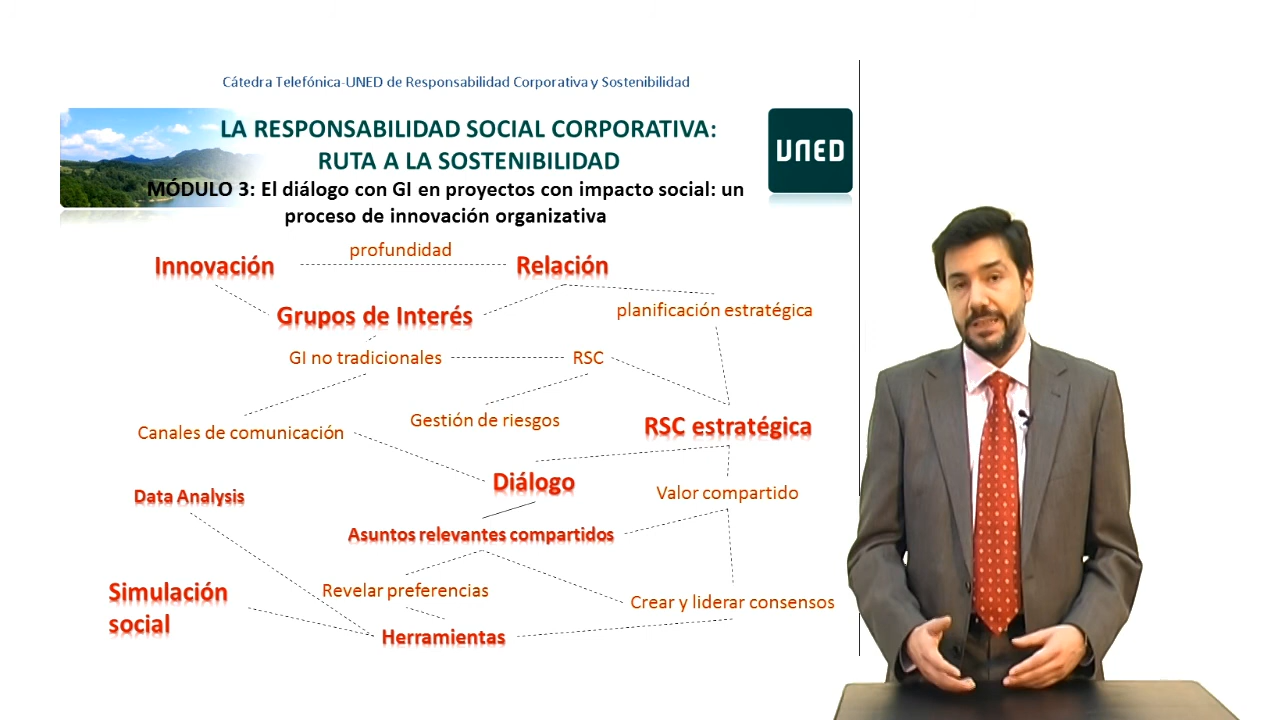 Cátedra Telefónica-UNED de Responsabilidad Corporativa y Sostenibilidad
LA RESPONSABILIDAD SOCIAL CORPORATIVA:
RUTA A LA SOSTENIBILIDAD
UNED
MÓDULO 3: El diálogo con GI en proyectos con impacto social: un
proceso de innovación organizativa
profundidad
Innovación
Relación
Grupos de Interés
planificación estratégica
GI no tradicionales
RSC
Gestión de riesgos
Canales de comunicación
RSC estratégica
Diálogo
Data Analysis
Valor compartido
Asuntos relevantes compartidos
Simulación
social
Revelar preferencias
Crear y liderar consensos
Herramientas